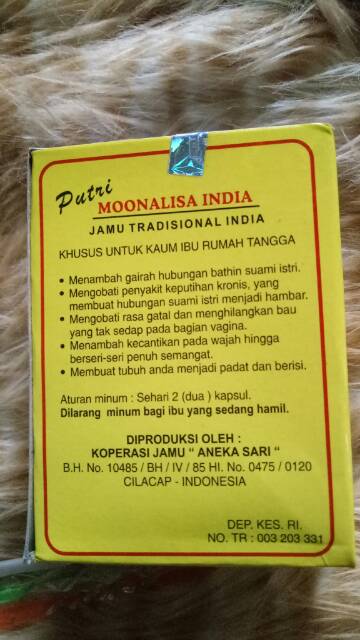 Putri
MOONALISA INDIA
JAMU TRADISIONAL INDIA
KHUSUS UNTUK KAUM IBU RUMAH TANGGA
• Menambah gairah hubungan bathin suami istri.
• Mengobati penyakit keputihan kronis, yang
membuat hubungan suami istri menjadi hambar.
• Mengobati rasa gatal dan menghilangkan bau
yang tak sedap pada bagian vagina.
• Menambah kecantikan pada wajah hingga
berseri-seri penuh semangat.
• Membuat tubuh anda menjadi padat dan berisi.
Aturan minum : Sehari 2 (dua ) kapsul.
Dilarang minum bagi ibu yang sedang hamil.
DIPRODUKSI OLEH :
KOPERASI JAMU " ANEKA SARI "
B.H. No. 10485 / BH / IV / 85 HI. No. 0475 / 0120
CILACAP - INDONESIA
DEP. KES. RI.
NO. TR : 003 203 331